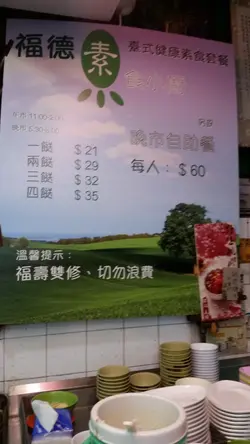 福德素
臺式健康素食套餐
晚市自助餐
每人：$60
一餸 $21
兩餸 $29
三餸 $32
四餸 $35
溫馨提示：
福壽雙修、切勿浪費